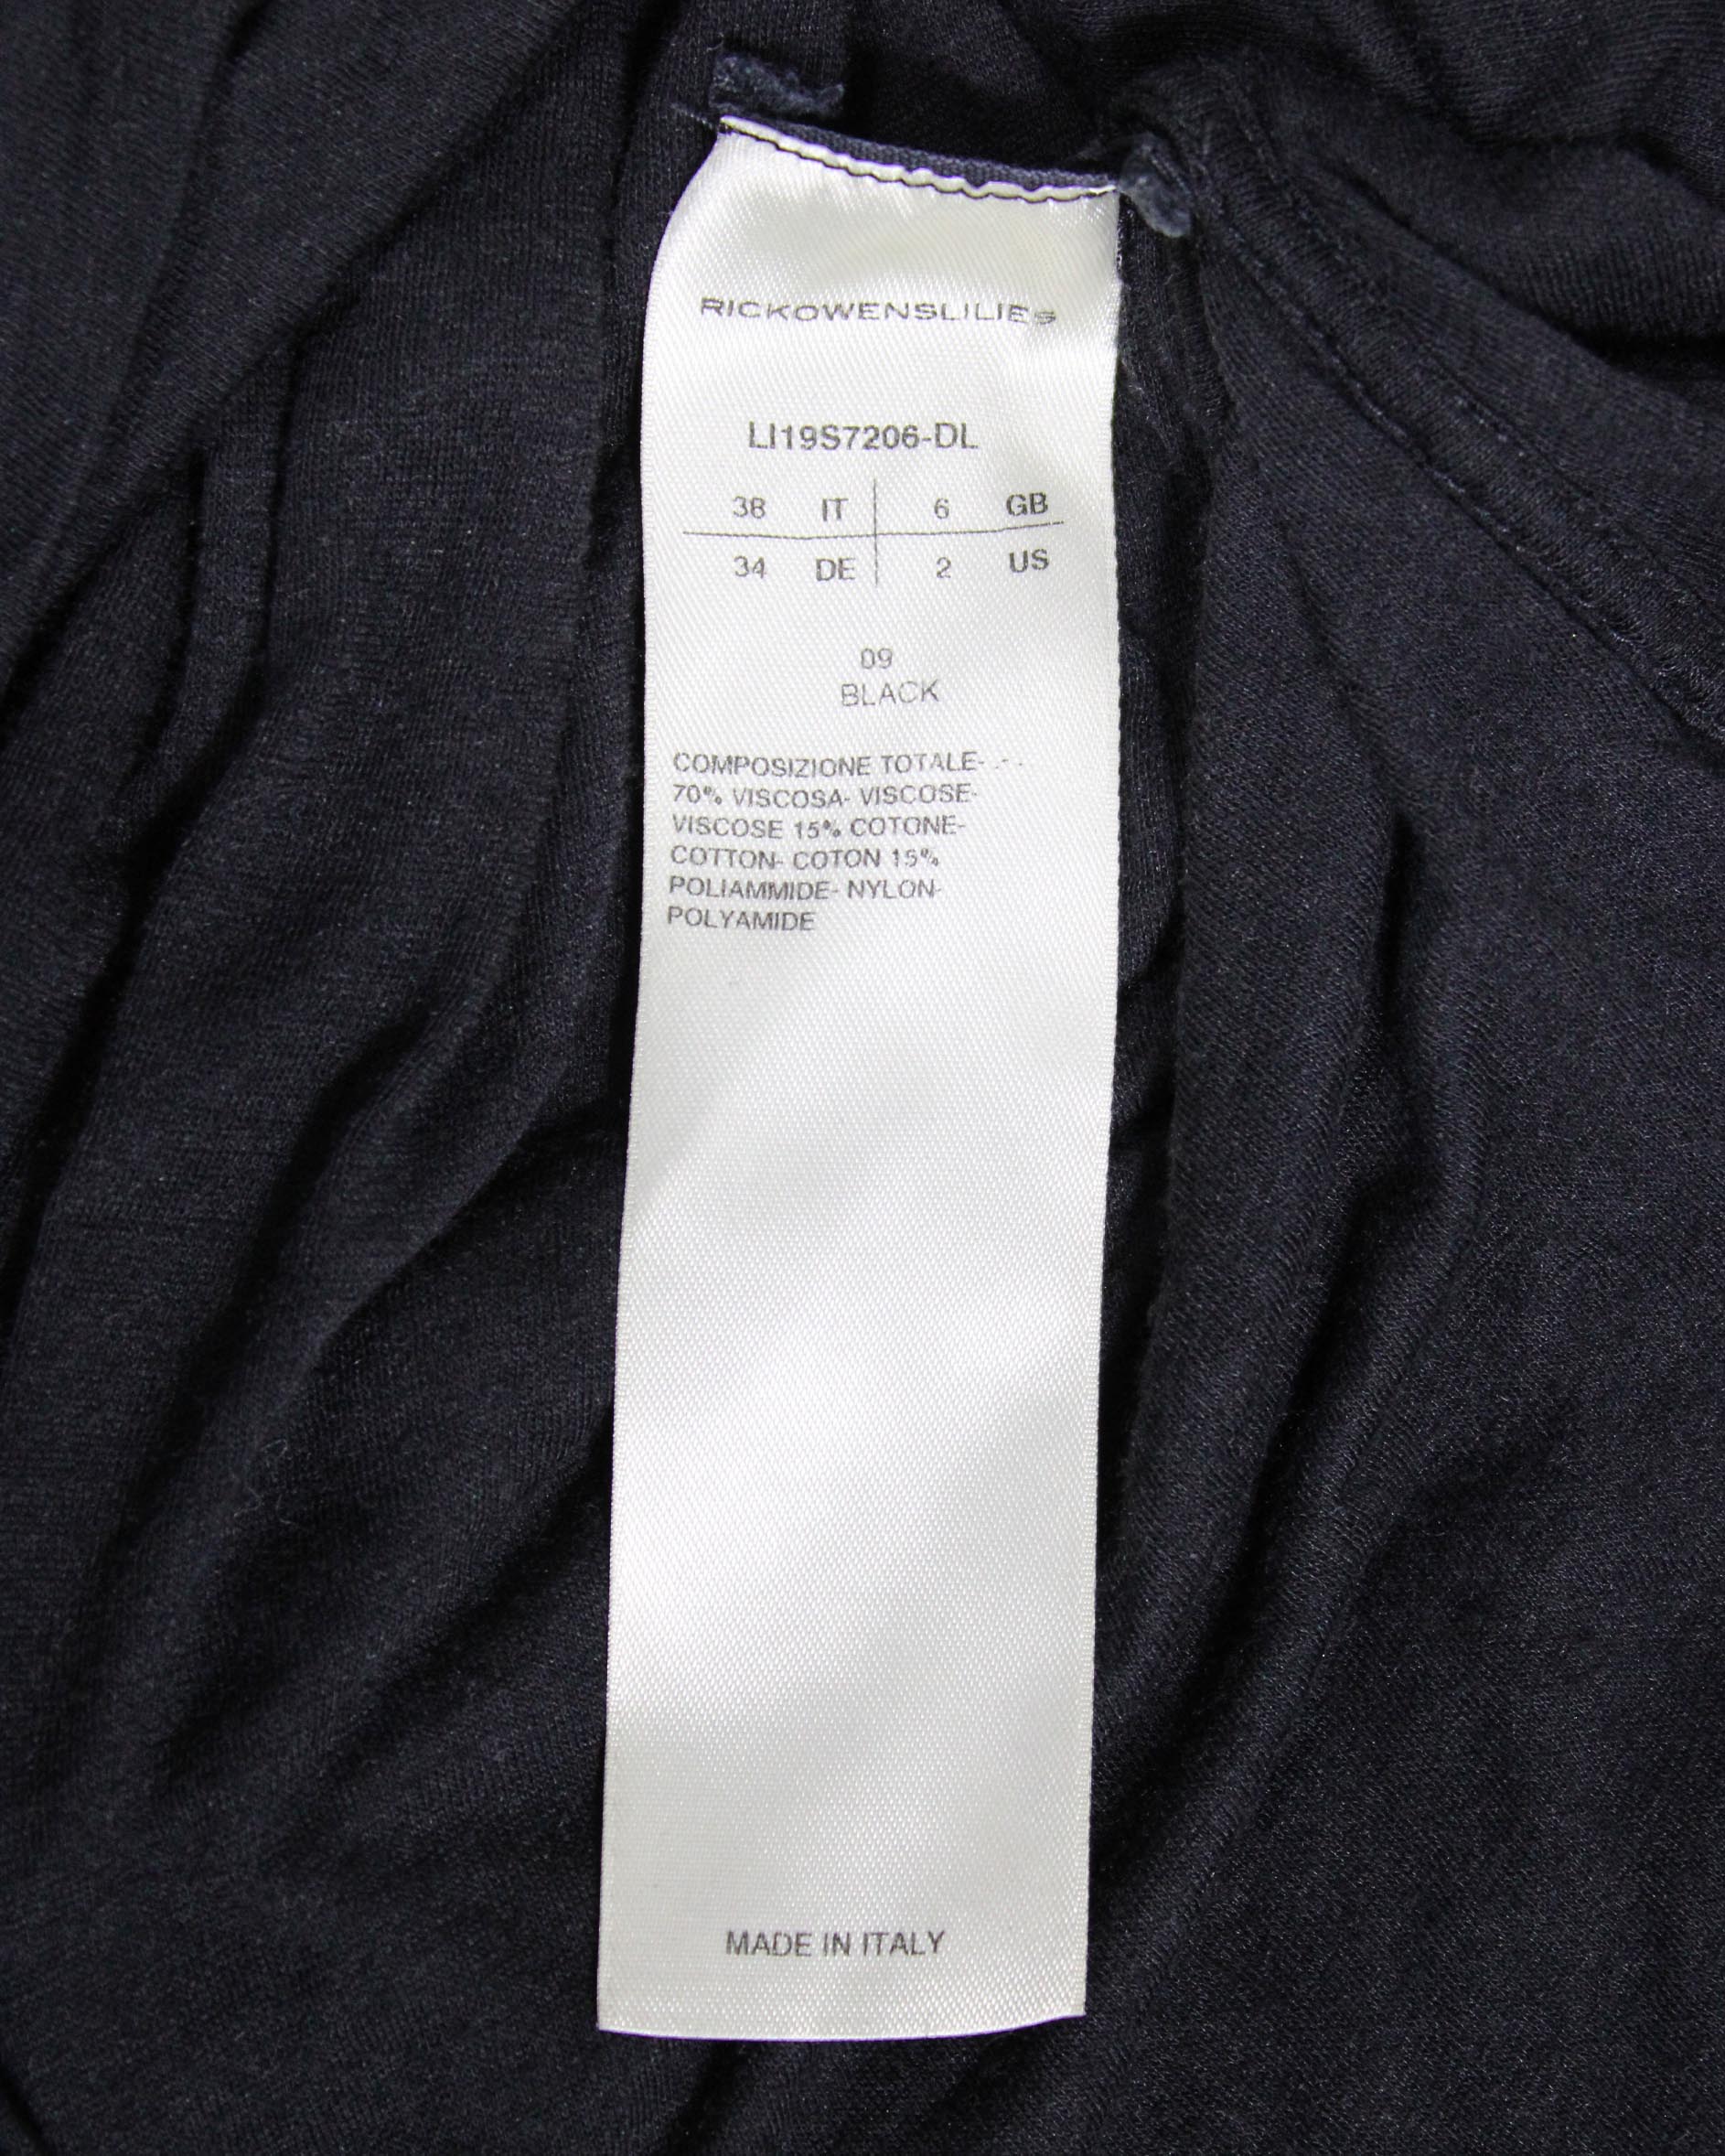 RICKOWENSLILIES
LI19S7206-DL
38 IT 6 GB
34 DE 2 US
09
BLACK
COMPOSIZIONE TOTALE-
70% VISCOSA- VISCOSE-
VISCOSE 15% COTONE-
COTTON- COTON 15%
POLIAMMIDE- NYLON-
POLYAMIDE
MADE IN ITALY